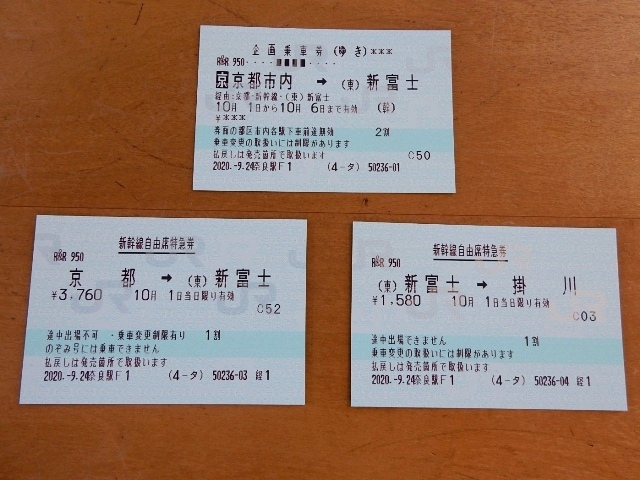 企画乗車券(ゆき)***
RBR 950
京 京都市内 → (東) 新富士
経由:京都・新幹線・(東)新富士
10月 1日から10月 6日まで有効 (幹)
¥***
券面の都区市内各駅下車前途無効 2割
乗車変更の取扱いには制限があります
払戻しは発売箇所で取扱います
C50
2020.-9.24奈良駅F1 (4-タ) 50236-01
新幹線自由席特急券
RBR 950
京 都 → (東) 新富士
¥3,760 10月 1日当日限り有効
C52
途中出場不可 ・乗車変更制限有り 1割
のぞみ号には乗車できません
払戻しは発売箇所で取扱います
2020.-9.24奈良駅F1 (4-タ) 50236-03 経1
新幹線自由席特急券
RBR 950
(東) 新富士 → 掛 川
¥1,580 10月 1日当日限り有効
C03
途中出場できません 1割
乗車変更の取扱いには制限があります
払戻しは発売箇所で取扱います
2020.-9.24奈良駅F1 (4-タ) 50236-04 経1